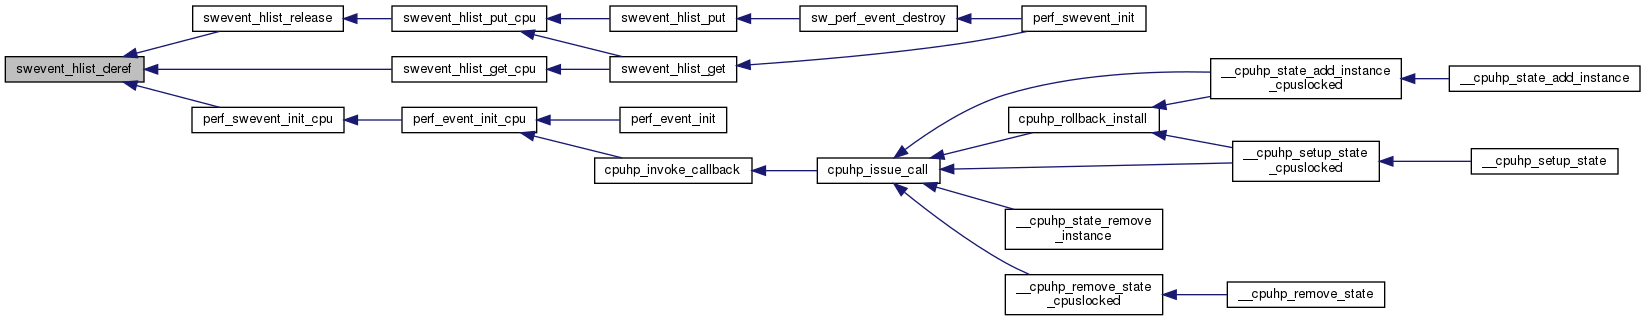 swevent_hlist_release
swevent_hlist_put_cpu
swevent_hlist_put
sw_perf_event_destroy
perf_swevent_init
swevent_hlist_deref
swevent_hlist_get_cpu
swevent_hlist_get
__cpuhp_state_add_instance
_cpuslocked
__cpuhp_state_add_instance
perf_swevent_init_cpu
perf_event_init_cpu
perf_event_init
cpuhp_rollback_install
cpuhp_invoke_callback
cpuhp_issue_call
__cpuhp_setup_state
_cpuslocked
__cpuhp_setup_state
__cpuhp_state_remove
_instance
__cpuhp_remove_state
_cpuslocked
__cpuhp_remove_state